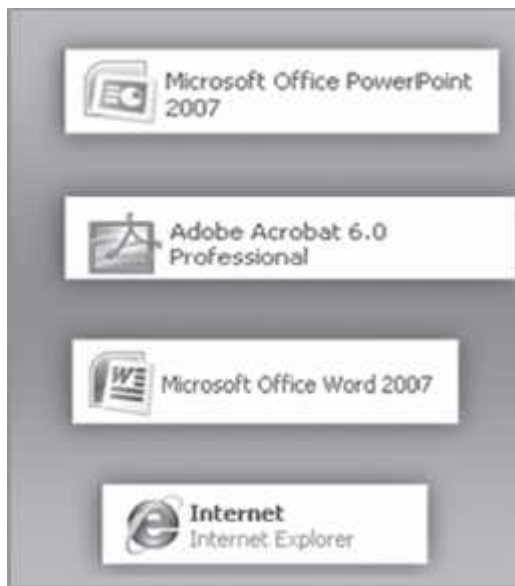 Microsoft Office PowerPoint
2007
Adobe Acrobat 6.0
Professional
Microsoft Office Word 2007
Internet
Internet Explorer